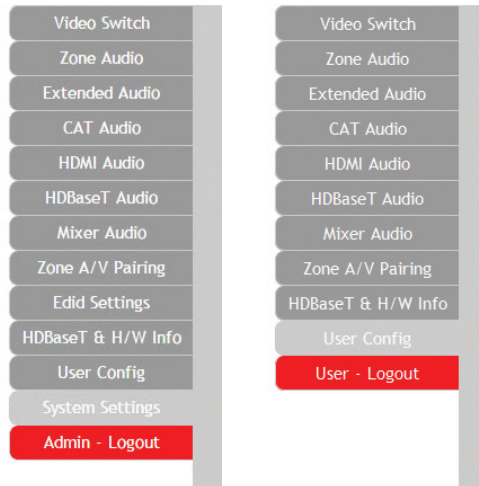 Video Switch
Zone Audio
Extended Audio
CAT Audio
HDMI Audio
HDBaseT Audio
Mixer Audio
Zone A/V Pairing
Edid Settings
HDBaseT & H/W Info
User Config
System Settings
Admin - Logout
Video Switch
Zone Audio
Extended Audio
CAT Audio
HDMI Audio
HDBaseT Audio
Mixer Audio
Zone A/V Pairing
HDBaseT & H/W Info
User Config
User - Logout